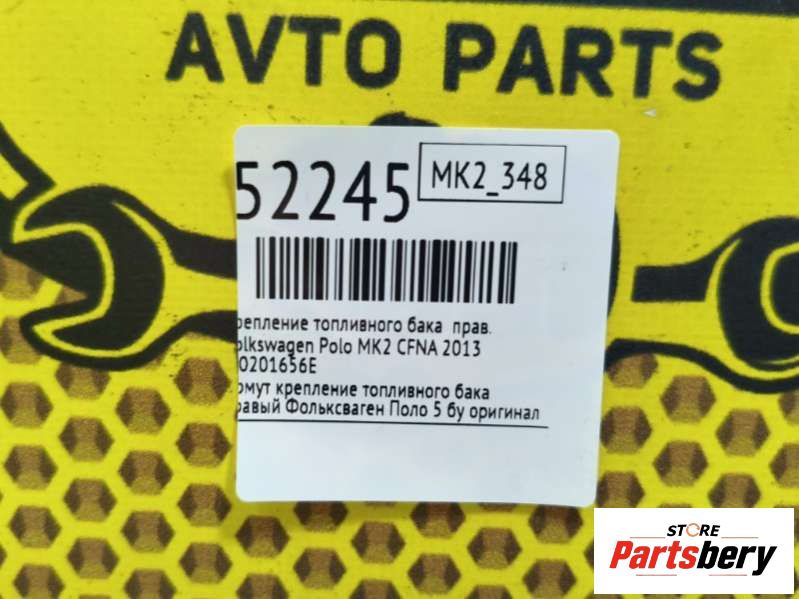 AVTO PARTS
52245
MK2_348
репление топливного бака прав.
olkswagen Polo MK2 CFNA 2013
0201656E
омут крепление топливного бака
равый Фольксваген Поло 5 бу оригинал
STORE
Partsbery